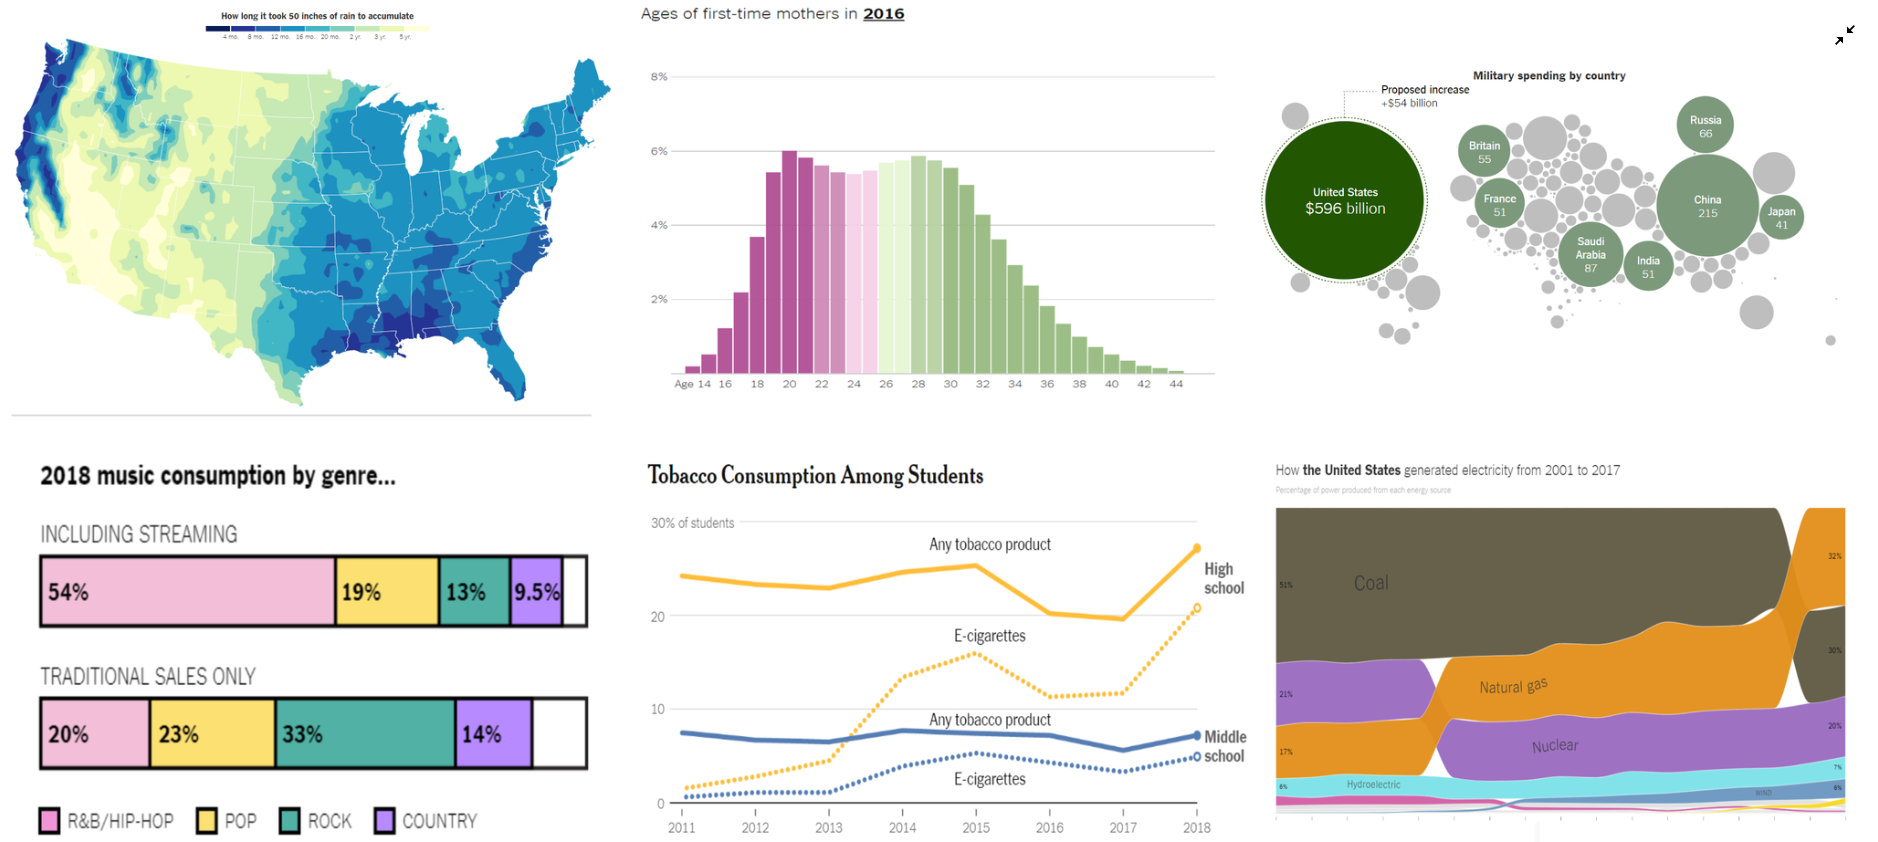 How long it took 50 inches of rain to accumulate
4 mo. 8 mo. 12 mo. 16 mo. 20 mo. 2 yr. 3 yr. 5 yr.
Ages of first-time mothers in 2016
8%
6%
4%
2%
Age 14 16 18 20 22 24 26 28 30 32 34 36 38 40 42 44
Military spending by country
Proposed increase
+$54 billion
United States
$596 billion
Britain
55
France
51
Saudi
Arabia
87
India
51
Russia
66
China
215
Japan
41
2018 music consumption by genre...
INCLUDING STREAMING
54% 19% 13% 9.5%
TRADITIONAL SALES ONLY
20% 23% 33% 14%
R&B/HIP-HOP POP ROCK COUNTRY
Tobacco Consumption Among Students
30% of students
20
10
0
Any tobacco product
E-cigarettes
Any tobacco product
E-cigarettes
High
school
Middle
school
2011 2012 2013 2014 2015 2016 2017 2018
How the United States generated electricity from 2001 to 2017
Percentage of power produced from each energy source
51%
21%
17%
6%
Coal
Natural gas
Nuclear
Hydroelectric
WIND
32%
30%
20%
7%
6%